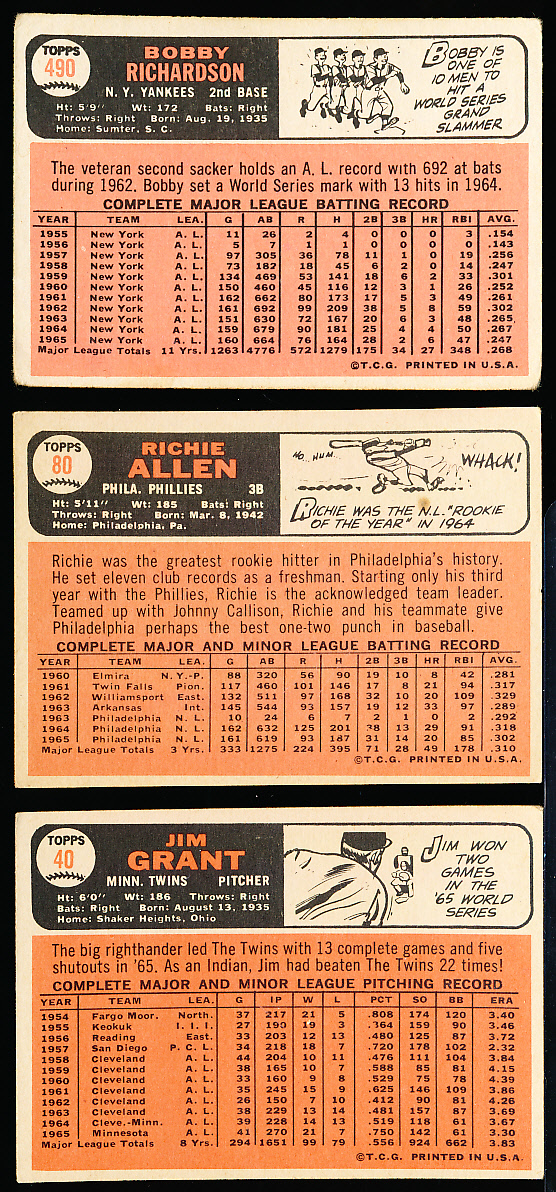 TOPPS
490
BOBBY
RICHARDSON
N. Y. YANKEES 2nd BASE
Ht: 5'9" Wt: 172 Bats: Right
Throws: Right Born: Aug. 19, 1935
Home: Sumter, S. C.
BOBBY IS
ONE OF
10 MEN TO
HIT A
WORLD SERIES
GRAND
SLAMMER
The veteran second sacker holds an A. L. record with 692 at bats
during 1962. Bobby set a World Series mark with 13 hits in 1964.
COMPLETE MAJOR LEAGUE BATTING RECORD
YEAR TEAM LEA. G AB R H 2B 3B HR RBI AVG.
1955 New York A. L. 11 26 2 4 0 0 0 3 .154
1956 New York A. L. 5 7 1 1 0 0 0 0 .143
1957 New York A. L. 97 305 36 78 11 1 0 19 .256
1958 New York A. L. 73 182 18 45 6 2 0 14 .247
1959 New York A. L. 134 469 53 141 18 6 2 33 .301
1960 New York A. L. 150 460 45 116 12 3 1 26 .252
1961 New York A. L. 162 662 80 173 17 5 3 49 .261
1962 New York A. L. 161 692 99 209 38 5 8 59 .302
1963 New York A. L. 151 630 72 167 20 6 3 48 .265
1964 New York A. L. 159 679 90 181 25 4 4 50 .267
1965 New York A. L. 160 664 76 164 28 2 6 47 .247
Major League Totals 11 Yrs. 1263 4776 572 1279 175 34 27 348 .268
©T.C.G. PRINTED IN U.S.A.
TOPPS
80
RICHIE
ALLEN
PHILA. PHILLIES 3B
Ht: 5'11" Wt: 185 Bats: Right
Throws: Right Born: Mar. 8, 1942
Home: Philadelphia, Pa.
HO.. HUM..
WHACK!
RICHIE WAS THE N.L. "ROOKIE
OF THE YEAR" IN 1964
Richie was the greatest rookie hitter in Philadelphia's history.
He set eleven club records as a freshman. Starting only his third
year with the Phillies, Richie is the acknowledged team leader.
Teamed up with Johnny Callison, Richie and his teammate give
Philadelphia perhaps the best one-two punch in baseball.
COMPLETE MAJOR AND MINOR LEAGUE BATTING RECORD
YEAR TEAM LEA. G AB R H 2B 3B HR RBI AVG.
1960 Elmira N.Y.-P. 88 320 56 90 19 10 8 42 .281
1961 Twin Falls Pion. 117 460 101 146 17 8 21 94 .317
1962 Williamsport East. 132 511 97 168 32 10 20 109 .329
1963 Arkansas Int. 145 544 93 157 19 12 33 97 .289
1963 Philadelphia N. L. 10 24 6 7 2 1 0 2 .292
1964 Philadelphia N. L. 162 632 125 201 38 13 29 91 .318
1965 Philadelphia N. L. 161 619 93 187 31 14 20 85 .302
Major League Totals 3 Yrs. 333 1275 224 395 71 28 49 178 .310
©T.C.G. PRINTED IN U.S.A.
TOPPS
40
JIM
GRANT
MINN. TWINS PITCHER
Ht: 6'0" Wt: 186 Throws: Right
Bats: Right Born: August 13, 1935
Home: Shaker Heights, Ohio
JIM WON
TWO
GAMES
IN THE
'65 WORLD
SERIES
The big righthander led The Twins with 13 complete games and five
shutouts in '65. As an Indian, Jim had beaten The Twins 22 times!
COMPLETE MAJOR AND MINOR LEAGUE PITCHING RECORD
YEAR TEAM LEA. G IP W L PCT SO BB ERA
1954 Fargo Moor. North. 37 217 21 5 .808 174 120 3.40
1955 Keokuk I. I. I. 27 190 19 3 .364 159 90 3.46
1956 Reading East. 33 203 12 13 .480 125 87 3.72
1957 San Diego P. C. L. 34 218 18 7 .720 178 102 2.32
1958 Cleveland A. L. 44 204 10 11 .476 111 104 3.84
1959 Cleveland A. L. 38 165 10 7 .588 85 81 4.15
1960 Cleveland A. L. 33 160 9 8 .529 75 78 4.39
1961 Cleveland A. L. 35 245 15 9 .625 146 109 3.86
1962 Cleveland A. L. 26 150 7 10 .412 90 81 4.26
1963 Cleveland A. L. 38 229 13 14 .481 157 87 3.69
1964 Cleve.-Minn. A. L. 39 228 14 13 .519 118 61 3.67
1965 Minnesota A. L. 41 270 21 7 .750 142 61 3.30
Major League Totals 8 Yrs. 294 1651 99 79 .556 924 662 3.83
©T.C.G. PRINTED IN U.S.A.